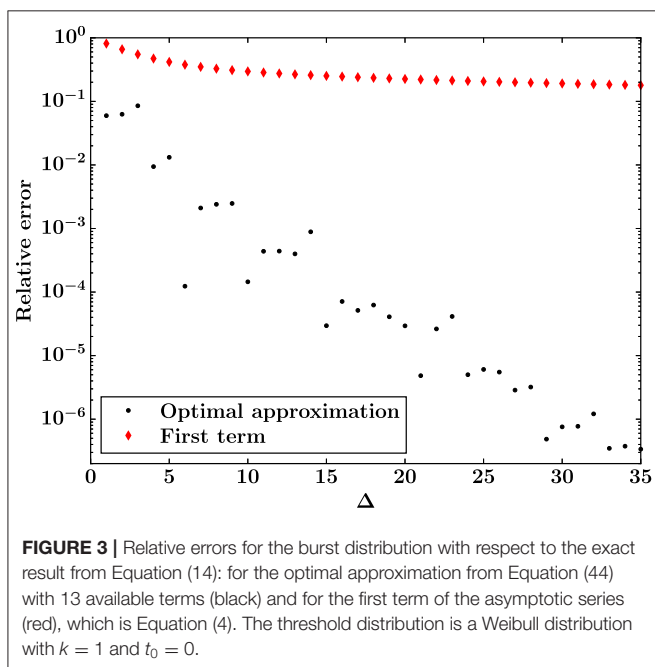 10⁰
10⁻¹
10⁻²
10⁻³
10⁻⁴
10⁻⁵
10⁻⁶
Relative error
Optimal approximation
First term
0 5 10 15 20 25 30 35
Δ
FIGURE 3 | Relative errors for the burst distribution with respect to the exact
result from Equation (14): for the optimal approximation from Equation (44)
with 13 available terms (black) and for the first term of the asymptotic series
(red), which is Equation (4). The threshold distribution is a Weibull distribution
with k = 1 and t₀ = 0.